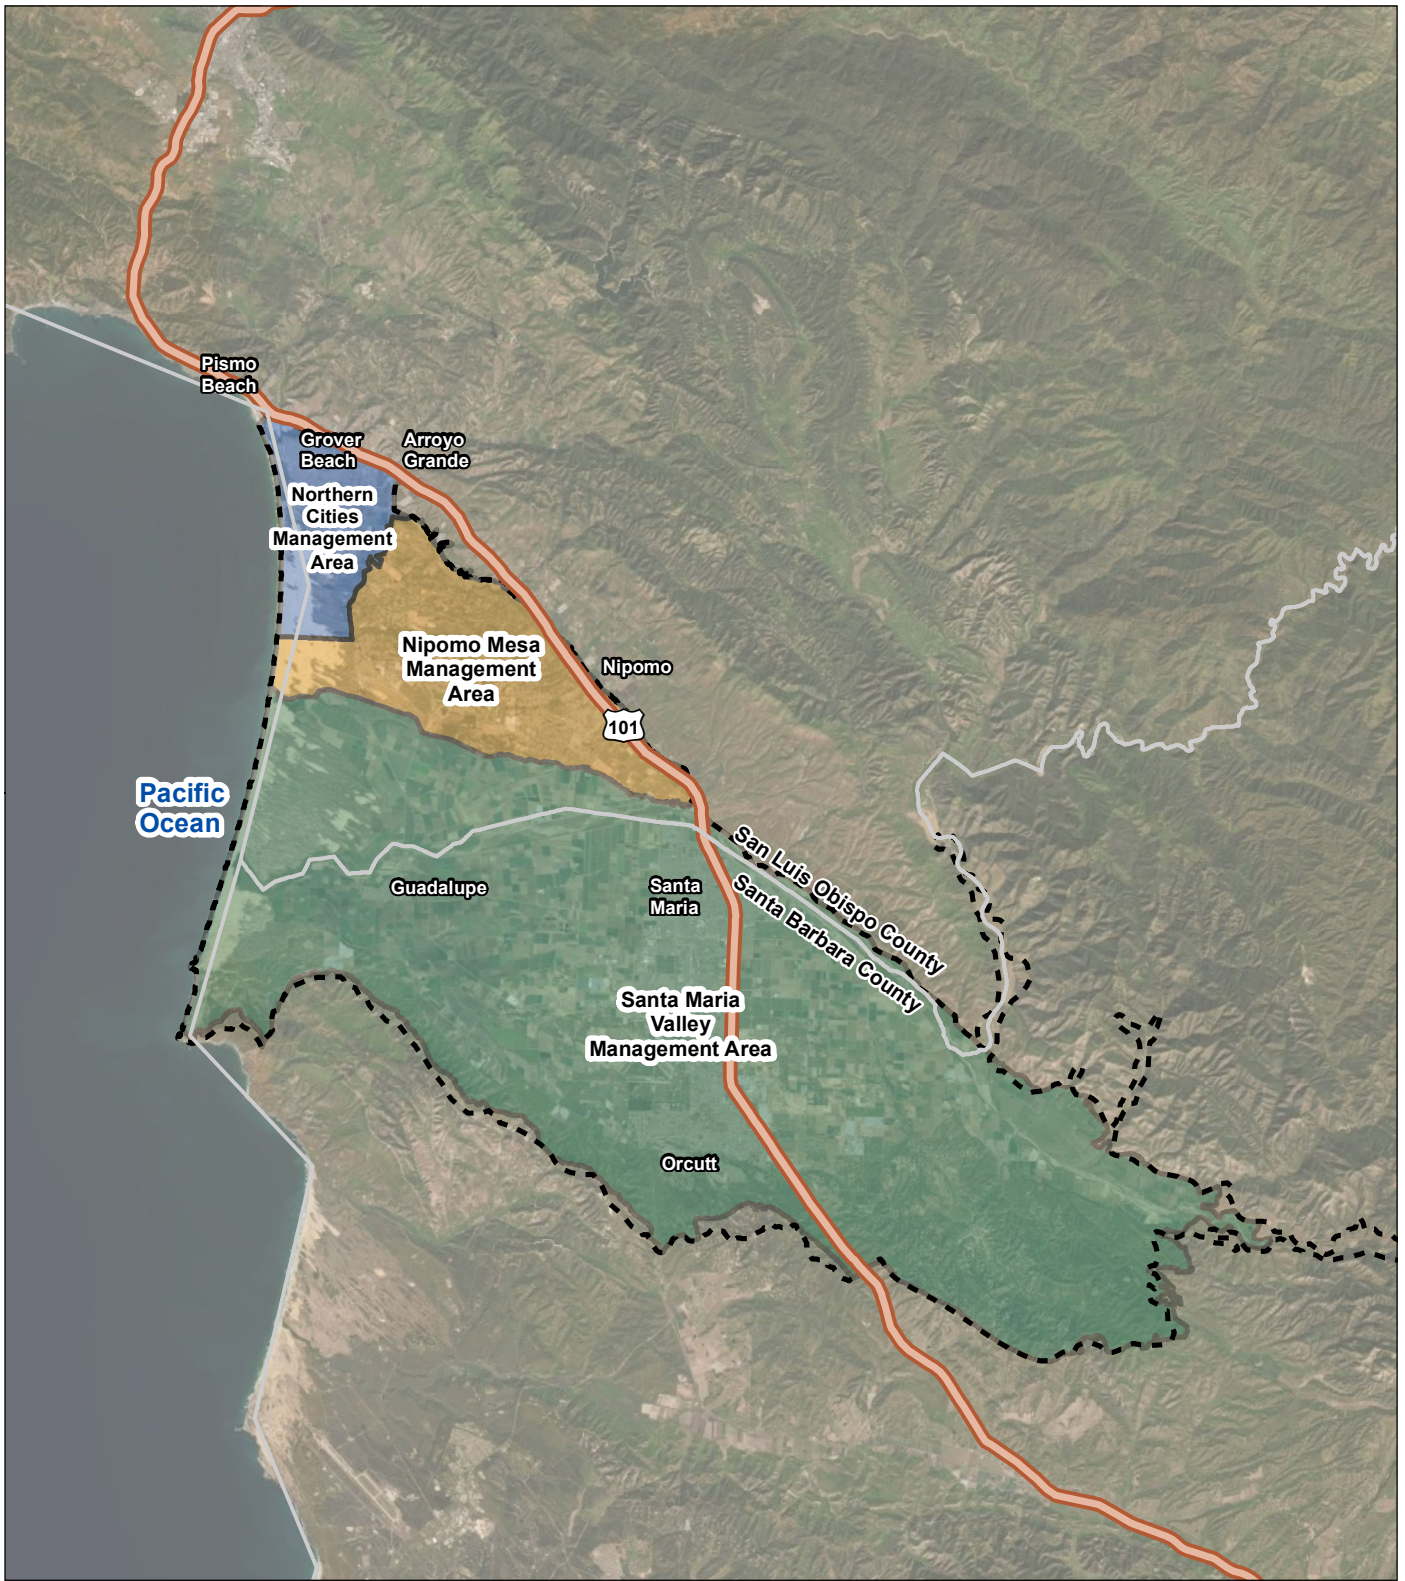 Pismo
Beach
Grover
Beach
Arroyo
Grande
Northern
Cities
Management
Area
Nipomo Mesa
Management
Area
Nipomo
101
Pacific
Ocean
San Luis Obispo County
Santa Barbara County
Guadalupe
Santa
Maria
Santa Maria
Valley
Management Area
Orcutt